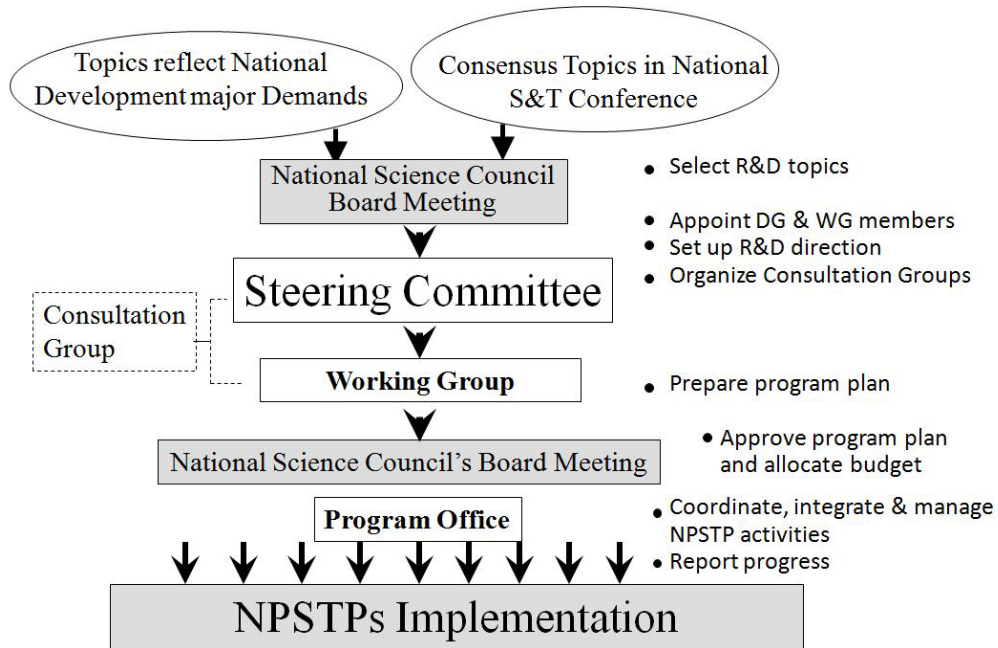 Topics reflect National
Development major Demands
Consensus Topics in National
S&T Conference
National Science Council
Board Meeting
• Select R&D topics
• Appoint DG & WG members
• Set up R&D direction
• Organize Consultation Groups
Steering Committee
Consultation
Group
Working Group
• Prepare program plan
• Approve program plan
and allocate budget
National Science Council’s Board Meeting
Program Office
• Coordinate, integrate & manage
NPSTP activities
• Report progress
NPSTPs Implementation